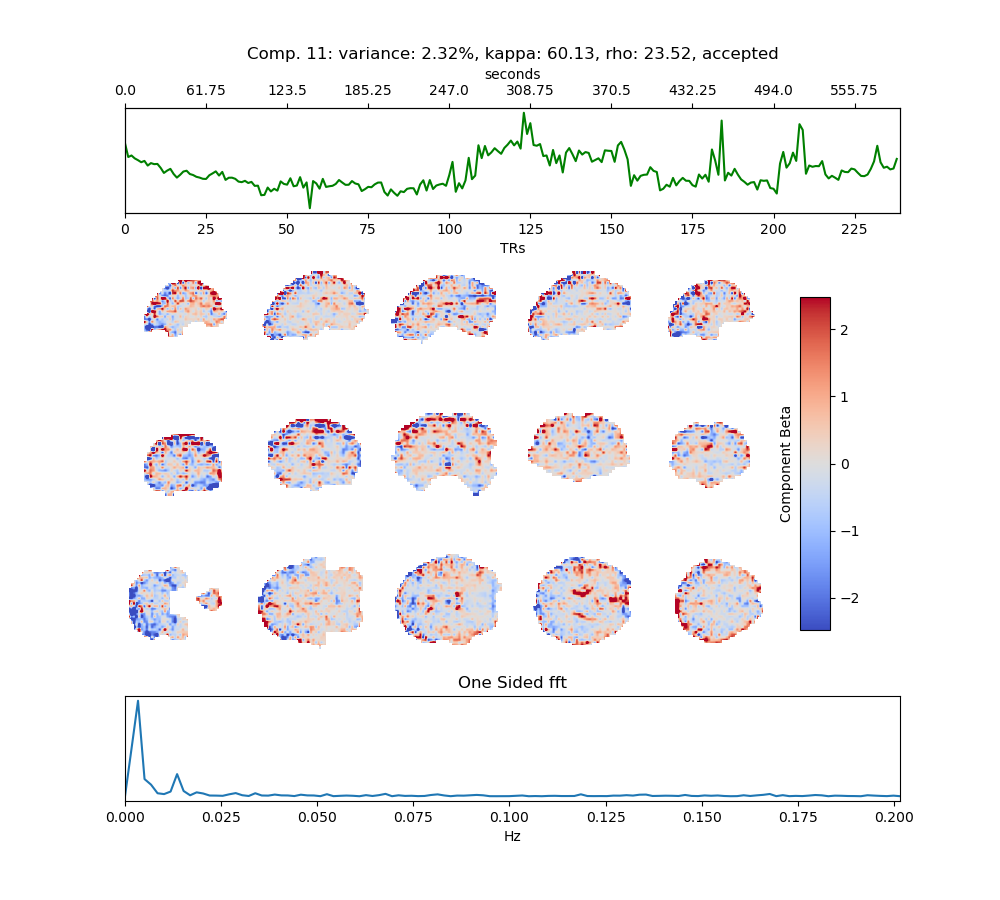 Comp. 11: variance: 2.32%, kappa: 60.13, rho: 23.52, accepted
seconds
0.0 61.75 123.5 185.25 247.0 308.75 370.5 432.25 494.0 555.75
0 25 50 75 100 125 150 175 200 225
TRs
2
1
0
−1
−2
Component Beta
One Sided fft
0.000 0.025 0.050 0.075 0.100 0.125 0.150 0.175 0.200
Hz